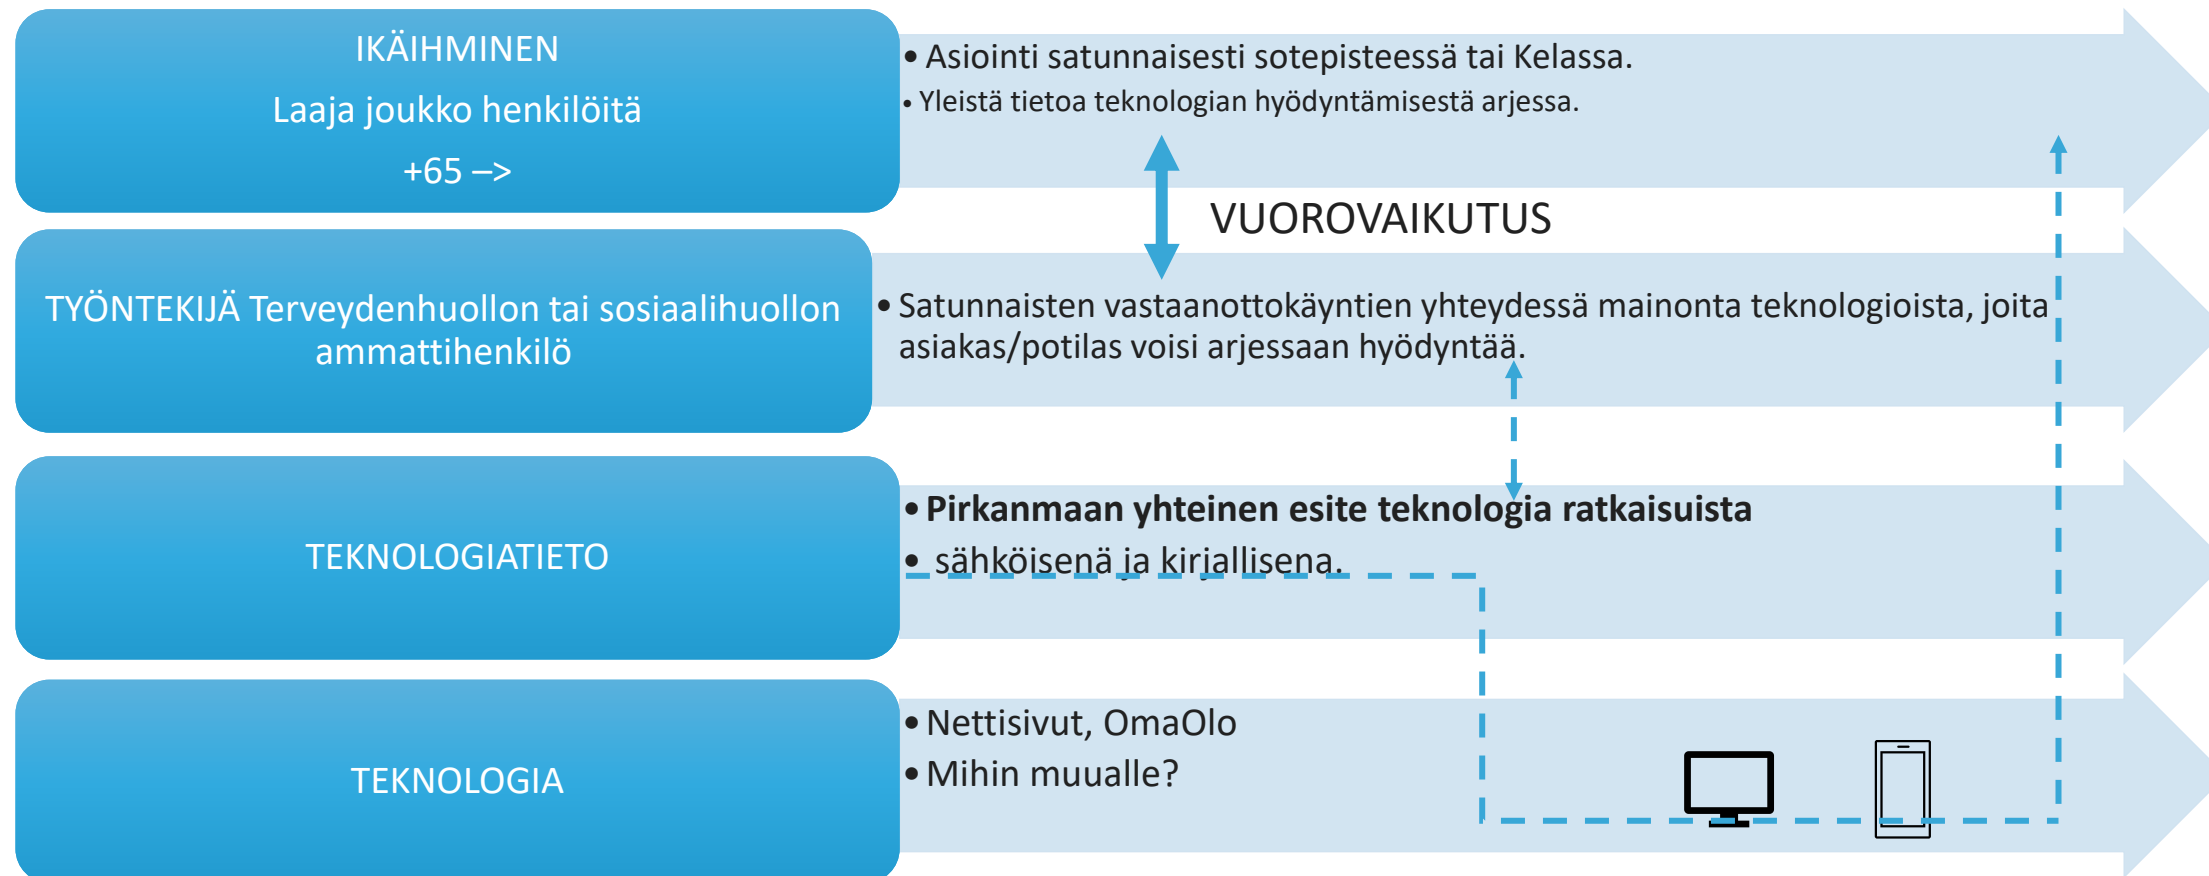 IKÄIHMINEN
Laaja joukko henkilöitä
+65 –>
• Asiointi satunnaisesti sotepisteessä tai Kelassa.
• Yleistä tietoa teknologian hyödyntämisestä arjessa.
VUOROVAIKUTUS
TYÖNTEKIJÄ Terveydenhuollon tai sosiaalihuollon
ammattihenkilö
• Satunnaisten vastaanottokäyntien yhteydessä mainonta teknologioista, joita
asiakas/potilas voisi arjessaan hyödyntää.
TEKNOLOGIATIETO
• Pirkanmaan yhteinen esite teknologia ratkaisuista
• sähköisenä ja kirjallisena.
TEKNOLOGIA
• Nettisivut, OmaOlo
• Mihin muualle?